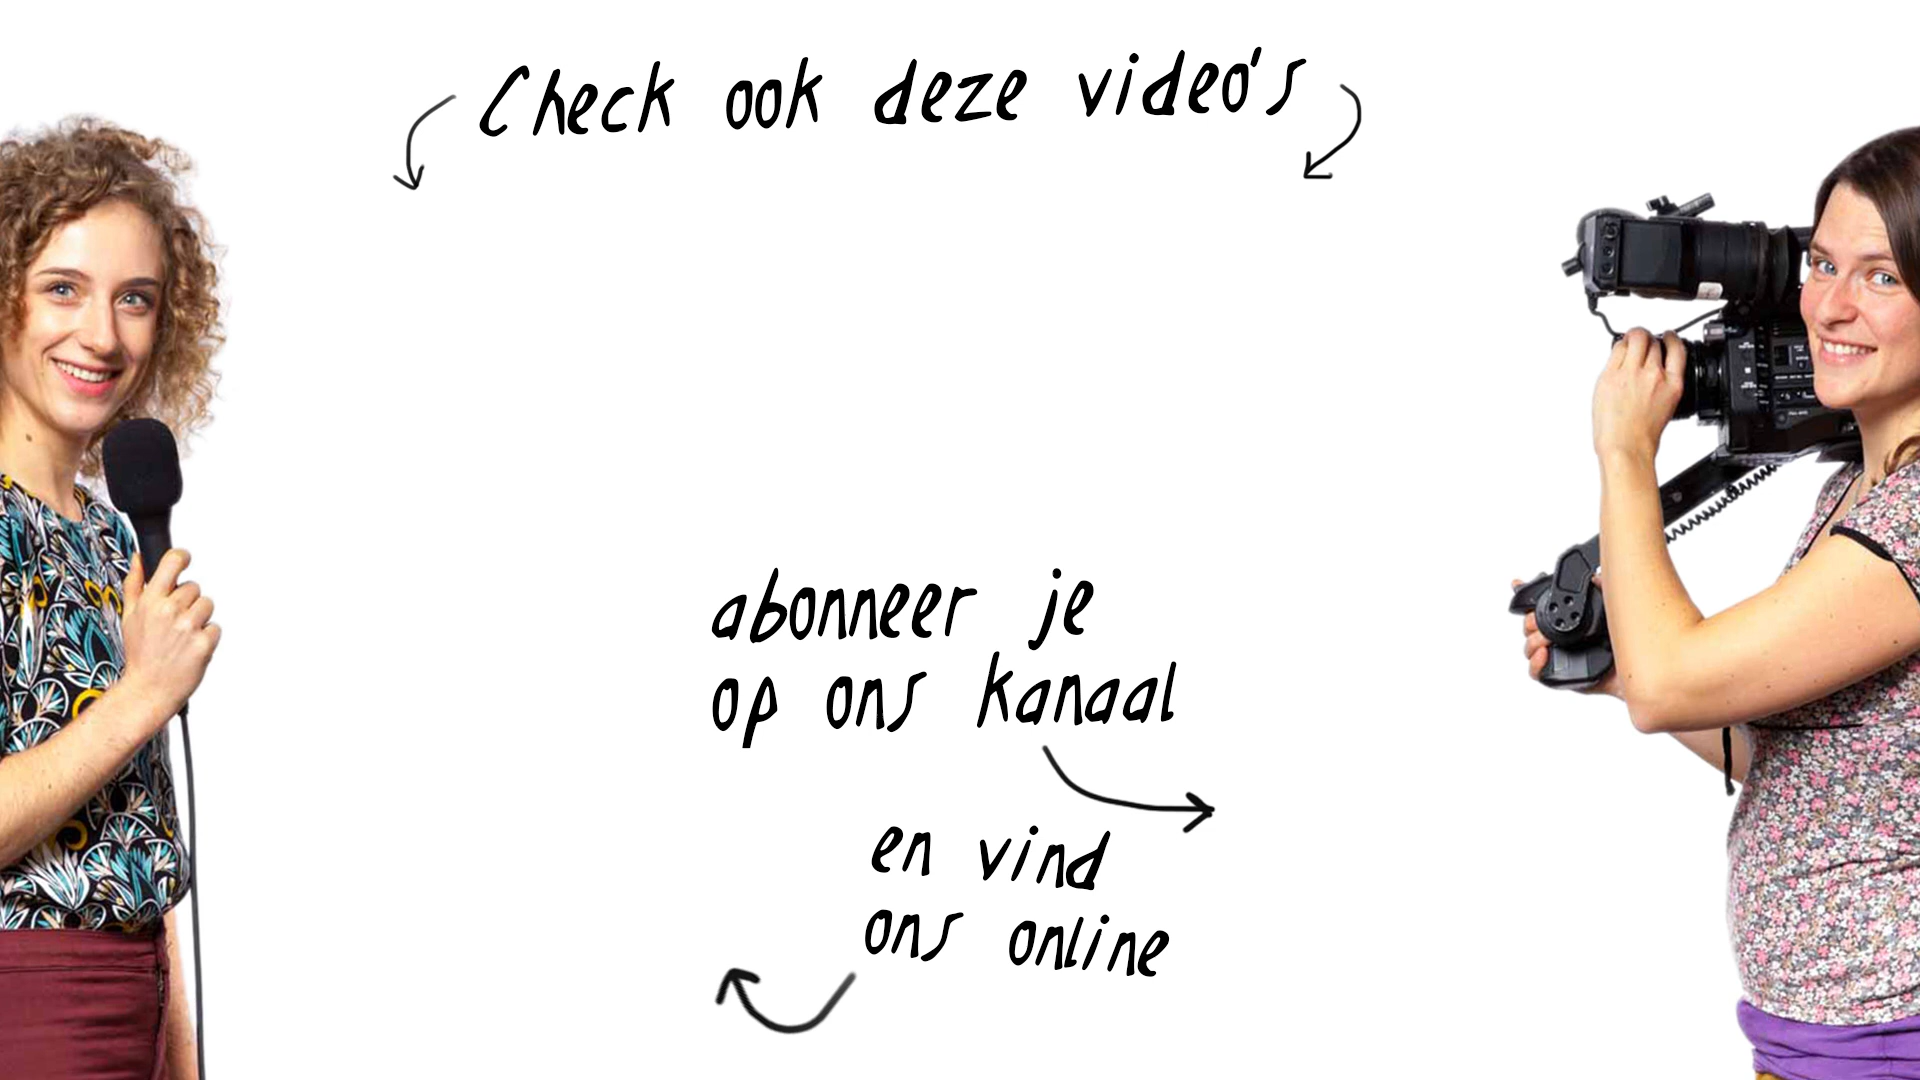 Check ook deze video's
abonneer je
op ons kanaal
en vind
ons online